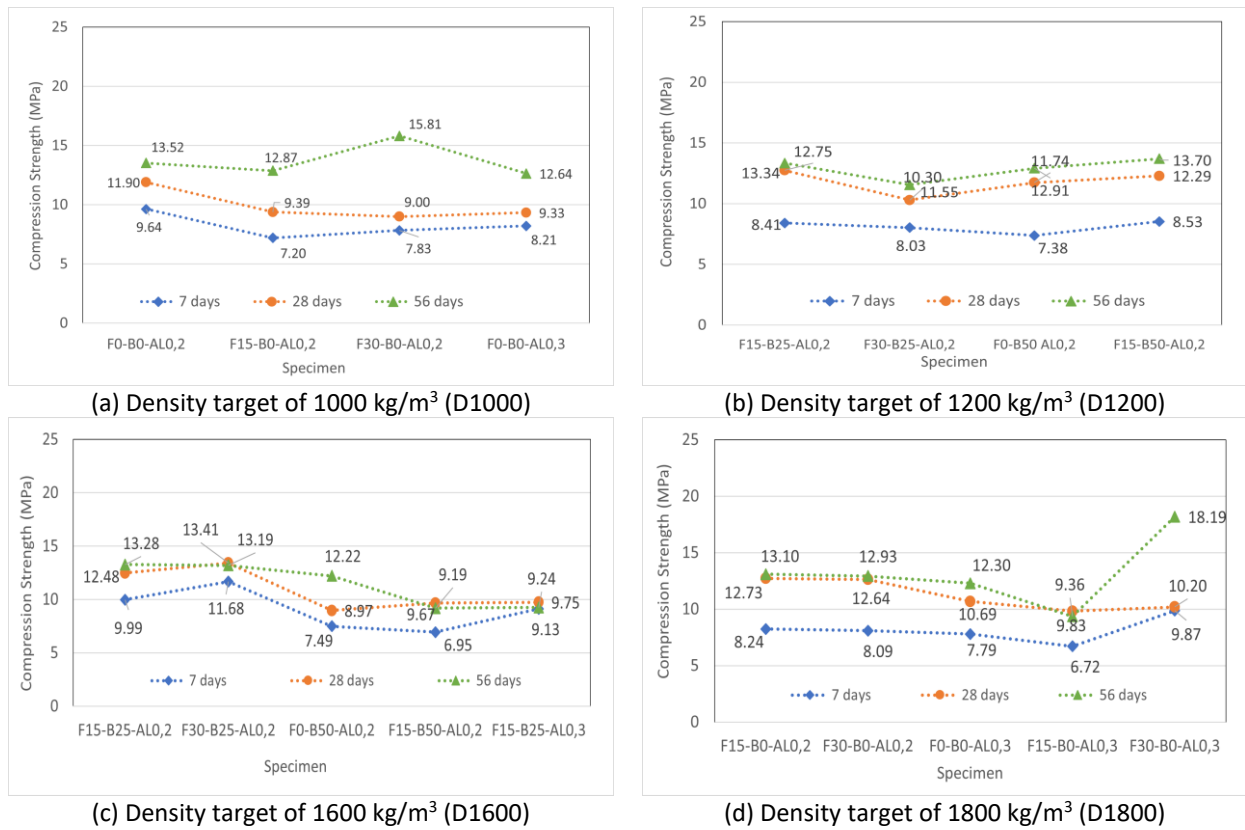 25
20
15
10
5
0
Compression Strength (MPa)
13.52
12.87
15.81
12.64
11.90
9.39
9.00
9.33
9.64
7.20
7.83
8.21
7 days
28 days
56 days
F0-B0-AL0,2
F15-B0-AL0,2
F30-B0-AL0,2
F0-B0-AL0,3
Specimen
(a) Density target of 1000 kg/m³ (D1000)
25
20
15
10
5
0
Compression Strength (MPa)
12.75
13.34
10.30
11.55
11.74
12.91
13.70
12.29
8.41
8.03
7.38
8.53
7 days
28 days
56 days
F15-B25-AL0,2
F30-B25-AL0,2
F0-B50 AL0,2
F15-B50-AL0,2
Specimen
(b) Density target of 1200 kg/m³ (D1200)
25
20
15
10
5
0
Compression Strength (MPa)
13.28
13.41
13.19
12.22
9.19
9.24
12.48
8.97
9.67
9.75
9.99
11.68
7.49
6.95
9.13
7 days
28 days
56 days
F15-B25-AL0,2
F30-B25-AL0,2
F0-B50-AL0,2
F15-B50-AL0,2
F15-B25-AL0,3
Specimen
(c) Density target of 1600 kg/m³ (D1600)
25
20
15
10
5
0
Compression Strength (MPa)
13.10
12.93
12.30
9.36
18.19
12.73
12.64
10.69
9.83
10.20
8.24
8.09
7.79
6.72
9.87
7 days
28 days
56 days
F15-B0-AL0,2
F30-B0-AL0,2
F0-B0-AL0,3
F15-B0-AL0,3
F30-B0-AL0,3
Specimen
(d) Density target of 1800 kg/m³ (D1800)